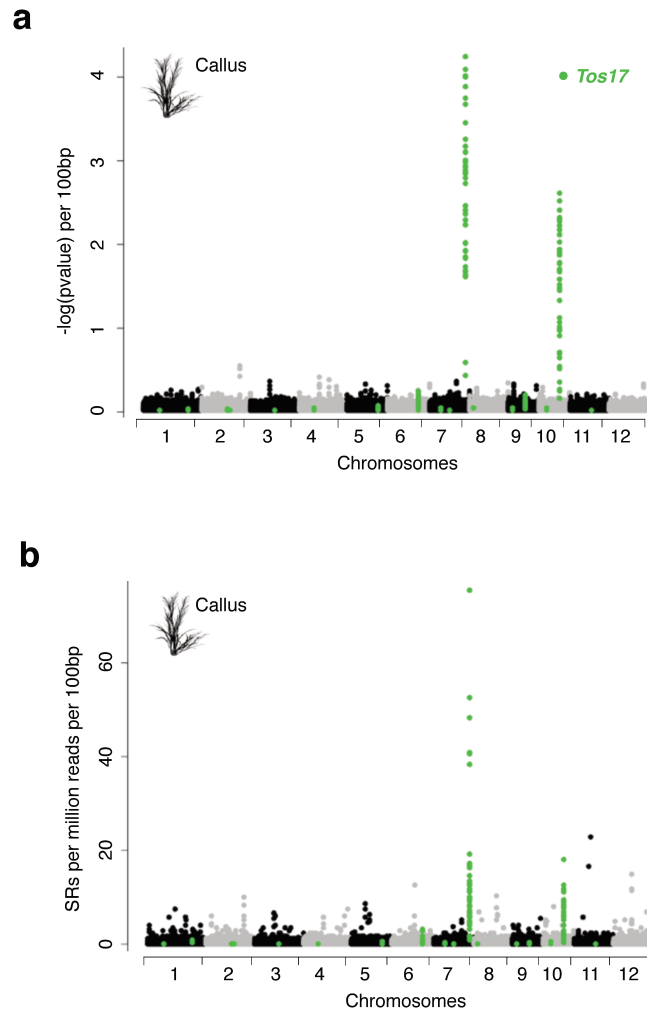 a
Callus
Tos17
-log(pvalue) per 100bp
4
3
2
1
0
1 2 3 4 5 6 7 8 9 10 11 12
Chromosomes
b
Callus
SRs per million reads per 100bp
60
40
20
0
1 2 3 4 5 6 7 8 9 10 11 12
Chromosomes